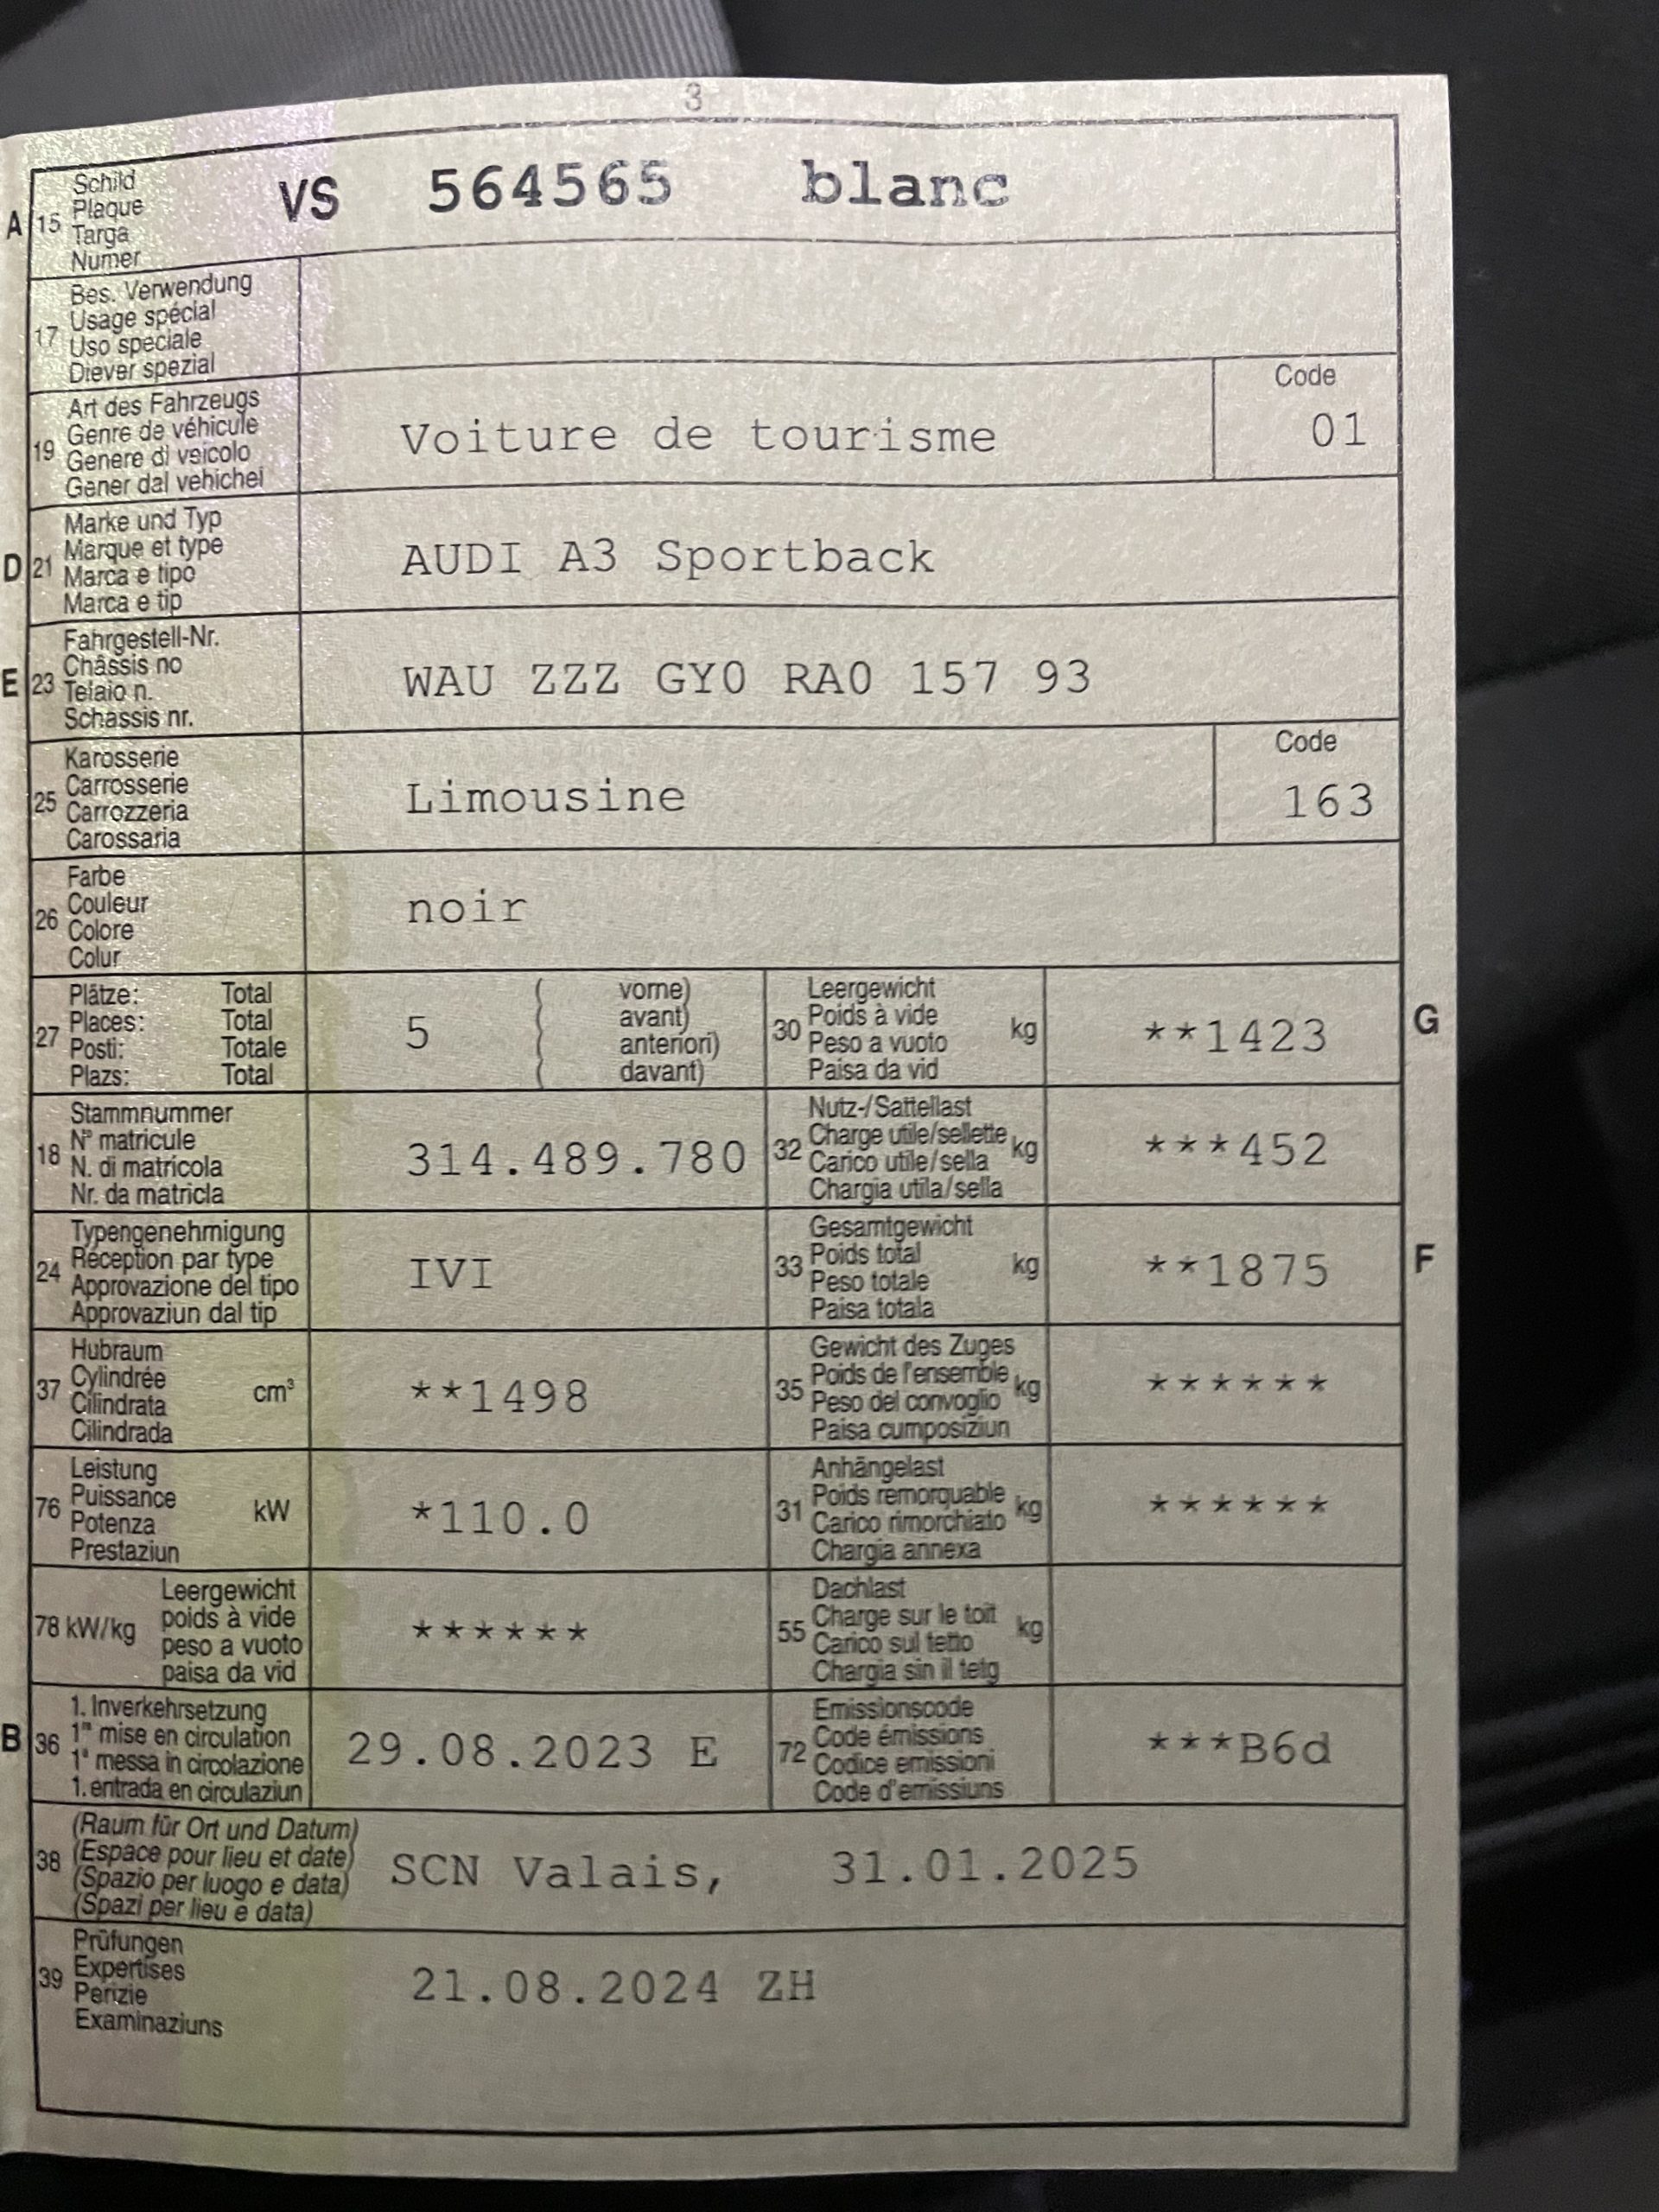 3
A 15 Schild
Plaque
Targa
Numer
VS 564565 blanc
17 Bes. Verwendung
Usage spécial
Uso speciale
Diever spezial
19 Art des Fahrzeugs
Genre de véhicule
Genere di veicolo
Gener dal vehichel
Voiture de tourisme
Code
01
D 21 Marke und Typ
Marque et type
Marca e tipo
Marca e tip
AUDI A3 Sportback
E 23 Fahrgestell-Nr.
Châssis no
Telaio n.
Schassis nr.
WAU ZZZ GY0 RA0 157 93
25 Karosserie
Carrosserie
Carrozzeria
Carossaria
Limousine
Code
163
26 Farbe
Couleur
Colore
Colur
noir
27 Plätze: Total
Places: Total
Posti: Totale
Plazs: Total
5
( vorne)
( avant)
( anteriori)
( davant)
30 Leergewicht
Poids à vide
Peso a vuoto
Paisa da vid
kg
**1423
G
18 Stammnummer
N° matricule
N. di matricola
Nr. da matricla
314.489.780
32 Nutz-/Sattellast
Charge utile/sellette
Carico utile/sella
Chargia utila/sella
kg
***452
24 Typengenehmigung
Réception par type
Approvazione del tipo
Approvaziun dal tip
IVI
33 Gesamtgewicht
Poids total
Peso totale
Paisa totala
kg
**1875
F
37 Hubraum
Cylindrée
Cilindrata
Cilindrada
cm³
**1498
35 Gewicht des Zuges
Poids de l'ensemble
Peso del convoglio
Paisa cumposiziun
kg
******
76 Leistung
Puissance
Potenza
Prestaziun
kW
*110.0
31 Anhängelast
Poids remorquable
Carico rimorchiato
Chargia annexa
kg
******
78 kW/kg
Leergewicht
poids à vide
peso a vuoto
paisa da vid
******
55 Dachlast
Charge sur le toit
Carico sul tetto
Chargia sin il tetg
kg
B 36 1. Inverkehrsetzung
1re mise en circulation
1a messa in circolazione
1. entrada en circulaziun
29.08.2023 E
72 Emissionscode
Code émissions
Codice emissioni
Code d'emissiuns
***B6d
38 (Raum für Ort und Datum)
(Espace pour lieu et date)
(Spazio per luogo e data)
(Spazi per lieu e data)
SCN Valais, 31.01.2025
39 Prüfungen
Expertises
Perizie
Examinaziuns
21.08.2024 ZH